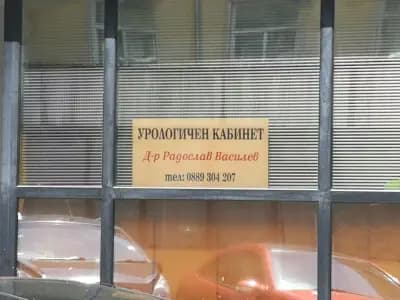 УРОЛОГИЧЕН КАБИНЕТ
Д-р Радослав Василев
тел: 0889 304 207